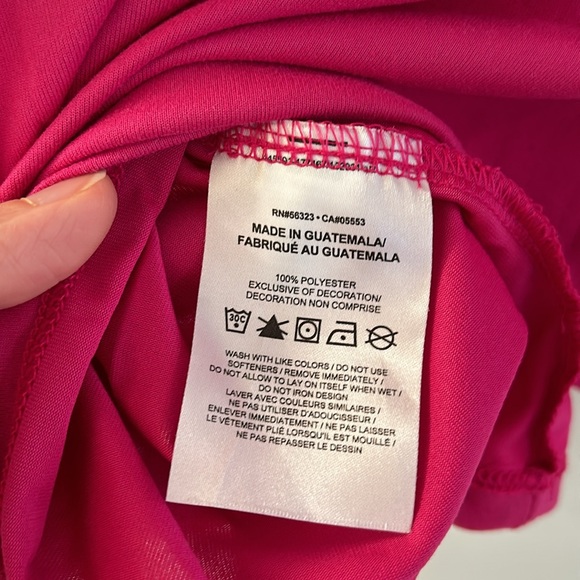 RN#56323 • CA#05553
MADE IN GUATEMALA/
FABRIQUÉ AU GUATEMALA
100% POLYESTER
EXCLUSIVE OF DECORATION/
DECORATION NON COMPRISE
30C
WASH WITH LIKE COLORS / DO NOT USE
SOFTENERS / REMOVE IMMEDIATELY /
DO NOT ALLOW TO LAY ON ITSELF WHEN WET /
DO NOT IRON DESIGN
LAVER AVEC COULEURS SIMILAIRES /
NE PAS UTILISER D'ADOUCISSEUR /
ENLEVER IMMEDIATEMENT / NE PAS LAISSER
LE VÊTEMENT PLIÉ LORSQU'IL EST MOUILLÉ /
NE PAS REPASSER LE DESSIN